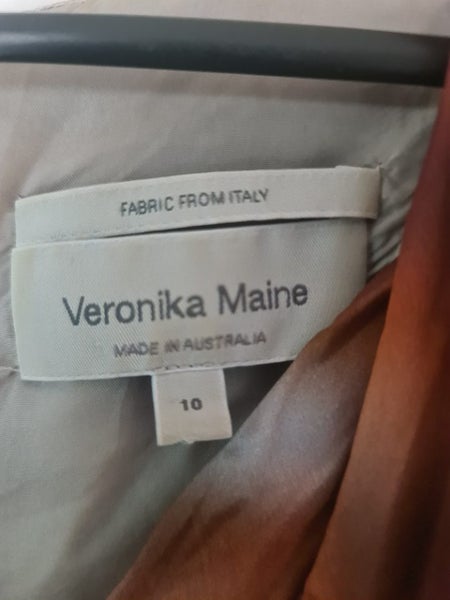 FABRIC FROM ITALY
Veronika Maine
MADE IN AUSTRALIA
10